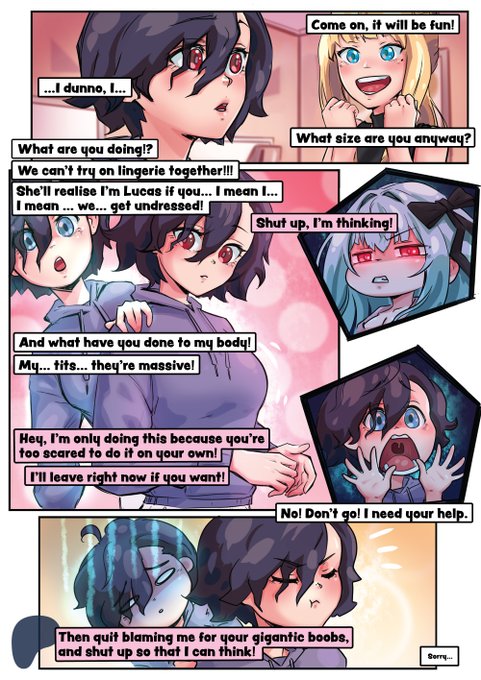 Come on, it will be fun!
...I dunno, I...
What size are you anyway?
What are you doing!?
We can't try on lingerie together!!!
She'll realise I'm Lucas if you... I mean I...
I mean ... we... get undressed!
Shut up, I'm thinking!
And what have you done to my body!
My... tits... they're massive!
Hey, I'm only doing this because you're
too scared to do it on your own!
I'll leave right now if you want!
No! Don't go! I need your help.
Then quit blaming me for your gigantic boobs,
and shut up so that I can think!
Sorry...